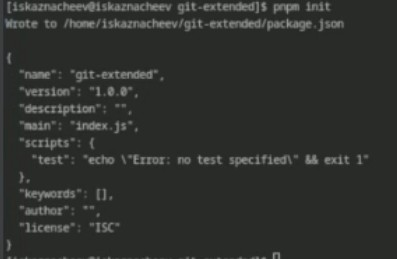 [iskaznacheev@iskaznacheev git-extended]$ pnpm init
Wrote to /home/iskaznacheev/git-extended/package.json
{
"name": "git-extended",
"version": "1.0.0",
"description": "",
"main": "index.js",
"scripts": {
"test": "echo \"Error: no test specified\" && exit 1"
},
"keywords": [],
"author": "",
"license": "ISC"
}